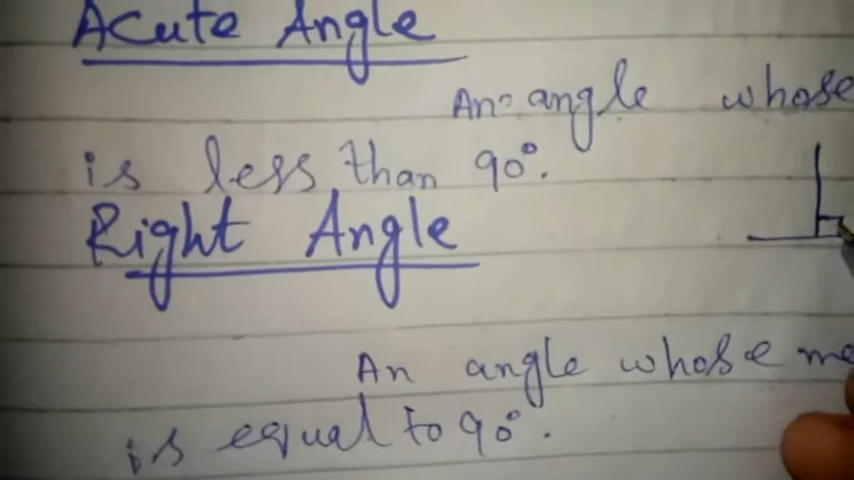 Acute Angle
An angle whose
is less than 90°.
Right Angle
An angle whose
is equal to 90°.